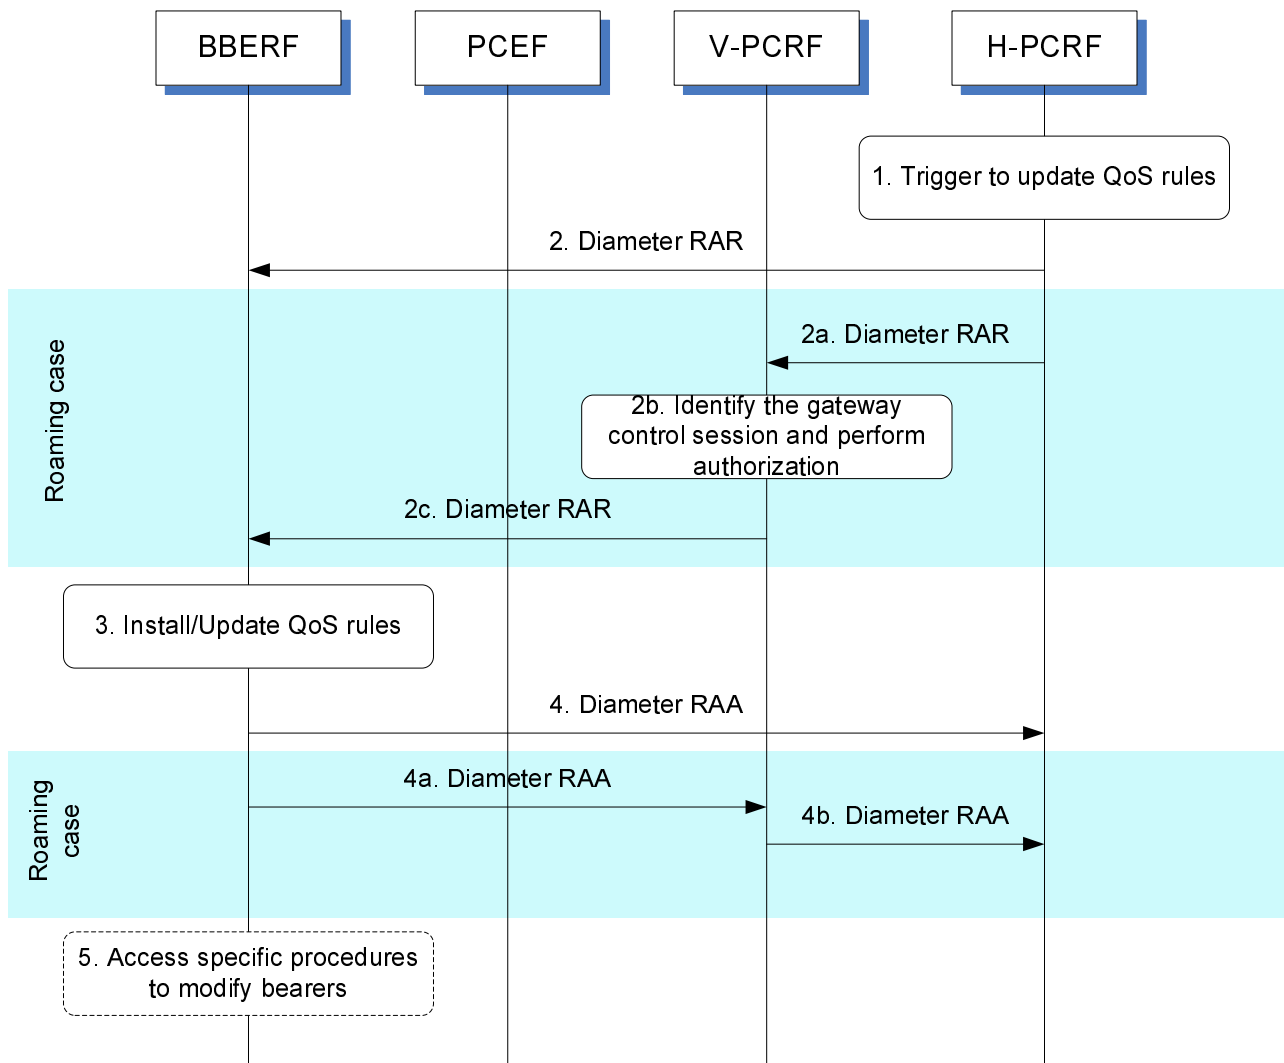 BBERF
PCEF
V-PCRF
H-PCRF
1. Trigger to update QoS rules
2. Diameter RAR
Roaming case
2a. Diameter RAR
2b. Identify the gateway
control session and perform
authorization
2c. Diameter RAR
3. Install/Update QoS rules
4. Diameter RAA
Roaming
case
4a. Diameter RAA
4b. Diameter RAA
5. Access specific procedures
to modify bearers